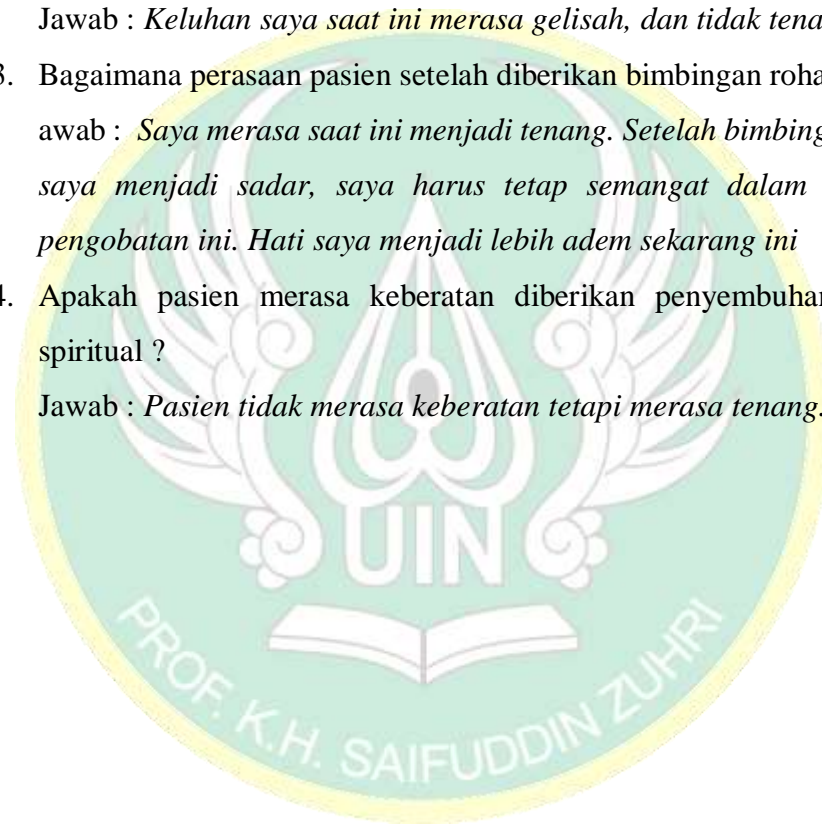 Jawab : Keluhan saya saat ini merasa gelisah, dan tidak
3. Bagaimana perasaan pasien setelah diberikan bimbingan
awab : Saya merasa saat ini menjadi tenang. Setelah
saya menjadi sadar, saya harus tetap semangat dalam
pengobatan ini. Hati saya menjadi lebih adem sekarang ini
4. Apakah pasien merasa keberatan diberikan penyembuhan
spiritual ?
Jawab : Pasien tidak merasa keberatan tetapi merasa tenang.
UIN
PROF. K.H. SAIFUDDIN ZUHRI